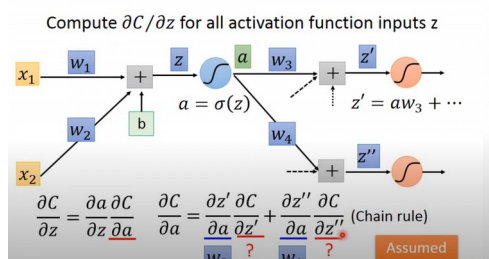 Compute ∂C/∂z for all activation function inputs z
x₁ w₁ + z a w₃ + z′
a = σ(z) z′ = aw₃ + ⋯
b
w₂ w₄ z′′
x₂ +
∂C/∂z = ∂a/∂z ∂C/∂a ∂C/∂a = ∂z′/∂a ∂C/∂z′ + ∂z′′/∂a ∂C/∂z′′ (Chain rule)
? ? Assumed